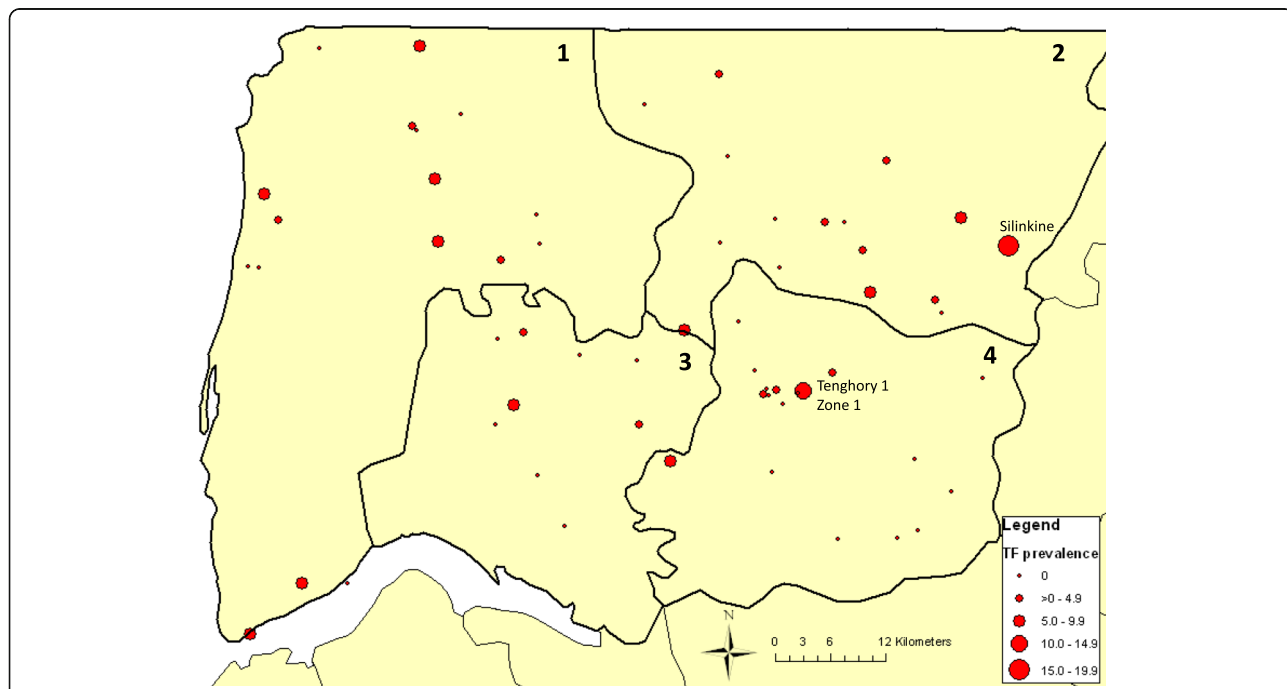 1
2
Silinkine
3
4
Tenghory 1
Zone 1
Legend
TF prevalence
0
>0 - 4.9
5.0 - 9.9
10.0 - 14.9
15.0 - 19.9
N
0 3 6 12 Kilometers